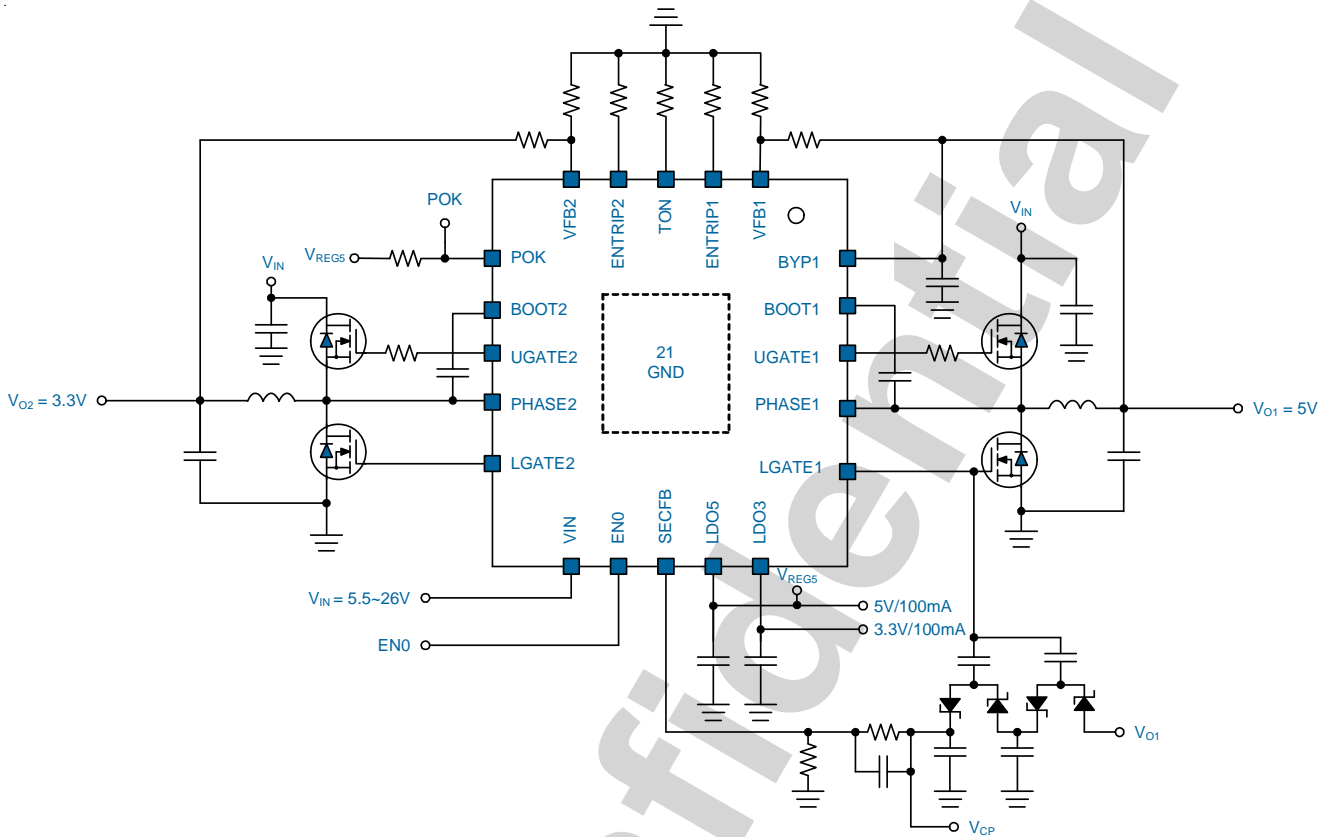 VFB2
ENTRIP2
TON
ENTRIP1
VFB1
POK
VREG5
POK
BYP1
VIN
VIN
BOOT2
BOOT1
UGATE2
21
GND
UGATE1
VO2 = 3.3V
PHASE2
PHASE1
VO1 = 5V
LGATE2
LGATE1
VIN
EN0
SECFB
LDO5
LDO3
VREG5
VIN = 5.5~26V
5V/100mA
3.3V/100mA
EN0
VO1
VCP
fidential